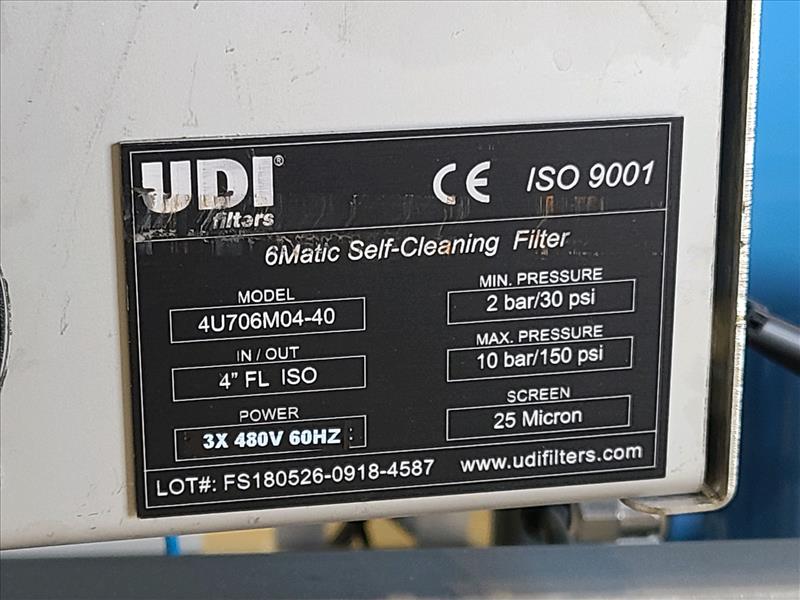 UDI®
filters
CE ISO 9001
6Matic Self-Cleaning Filter
MODEL
4U706M04-40
IN / OUT
4” FL ISO
POWER
3X 480V 60HZ
MIN. PRESSURE
2 bar/30 psi
MAX. PRESSURE
10 bar/150 psi
SCREEN
25 Micron
LOT#: FS180526-0918-4587 www.udifilters.com